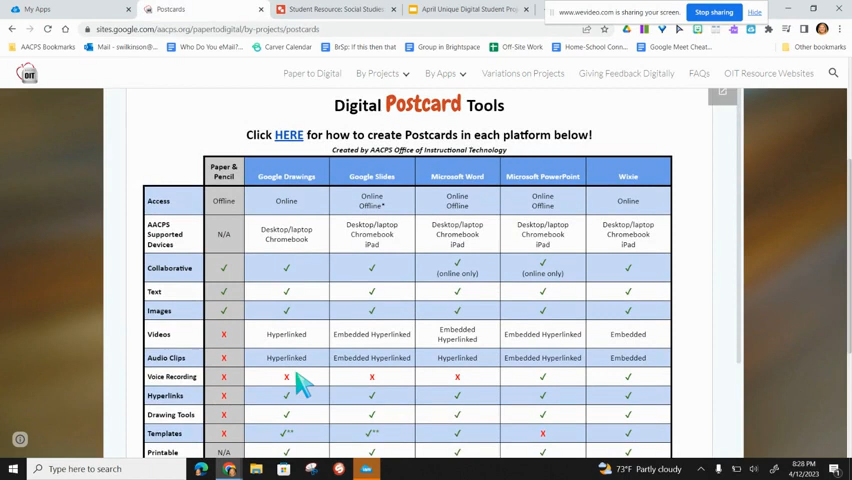 My Apps
Postcards
Student Resource: Social Studies
April Unique Digital Student Pro
www.wevideo.com is sharing your screen.
Stop sharing
Hide
sites.google.com/aacps.org/papertodigital/by-projects/postcards
AACPS Bookmarks
Mail - swilkinson@...
Who Do you eMail?...
Carver Calendar
BrSp: If this then that
Group in Brightspace
Off-Site Work
Home-School Conn...
Google Meet Cheat...
Other bookmarks
DIT
Paper to Digital
By Projects
By Apps
Variations on Projects
Giving Feedback Digitally
FAQs
OIT Resource Websites
Digital Postcard Tools
Click HERE for how to create Postcards in each platform below!
Created by AACPS Office of Instructional Technology
Paper & Pencil Google Drawings Google Slides Microsoft Word Microsoft PowerPoint Wixie
Access Offline Online Online Offline* Online Offline Online Offline Online
AACPS Supported Devices N/A Desktop/laptop Chromebook Desktop/laptop Chromebook iPad Desktop/laptop Chromebook iPad Desktop/laptop Chromebook iPad Desktop/laptop Chromebook iPad
Collaborative ✓ ✓ ✓ ✓ (online only) ✓ (online only) ✓
Text ✓ ✓ ✓ ✓ ✓ ✓
Images ✓ ✓ ✓ ✓ ✓ ✓
Videos X Hyperlinked Embedded Hyperlinked Embedded Hyperlinked Embedded Hyperlinked Embedded
Audio Clips X Hyperlinked Embedded Hyperlinked Hyperlinked Embedded Hyperlinked Embedded
Voice Recording X X X X ✓ ✓
Hyperlinks X ✓ ✓ ✓ ✓ ✓
Drawing Tools X ✓ ✓ ✓ ✓ ✓
Templates X ✓** ✓** ✓ X ✓
Printable N/A ✓ ✓ ✓ ✓ ✓
Type here to search
73°F Partly cloudy
8:28 PM
4/12/2023